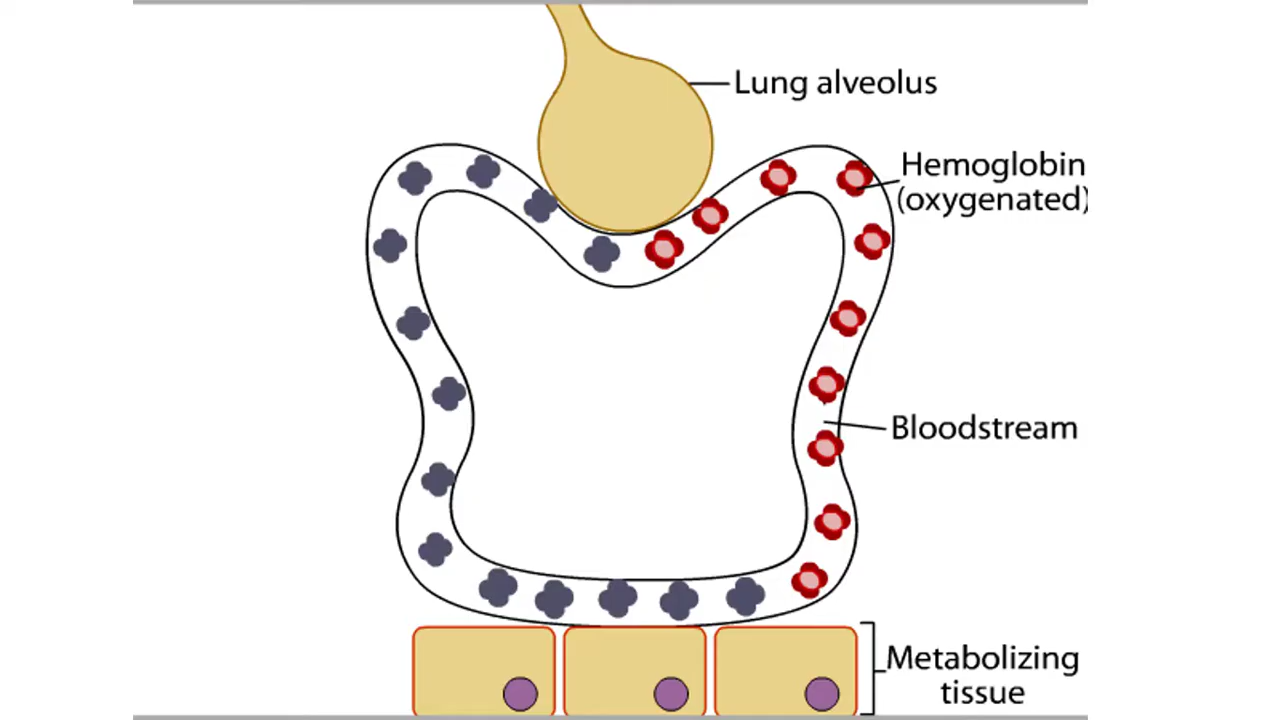 Lung alveolus
Hemoglobin
(oxygenated)
Bloodstream
Metabolizing
tissue